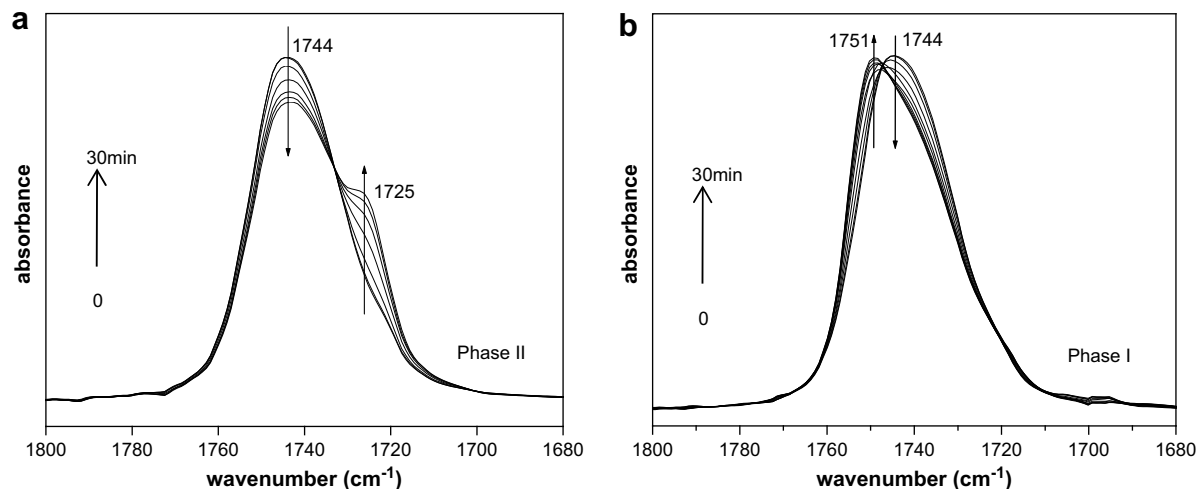 a
1744
1725
30min
0
Phase II
absorbance
1800 1780 1760 1740 1720 1700 1680
wavenumber (cm-1)
b
1751 1744
30min
0
Phase I
absorbance
1800 1780 1760 1740 1720 1700 1680
wavenumber (cm-1)